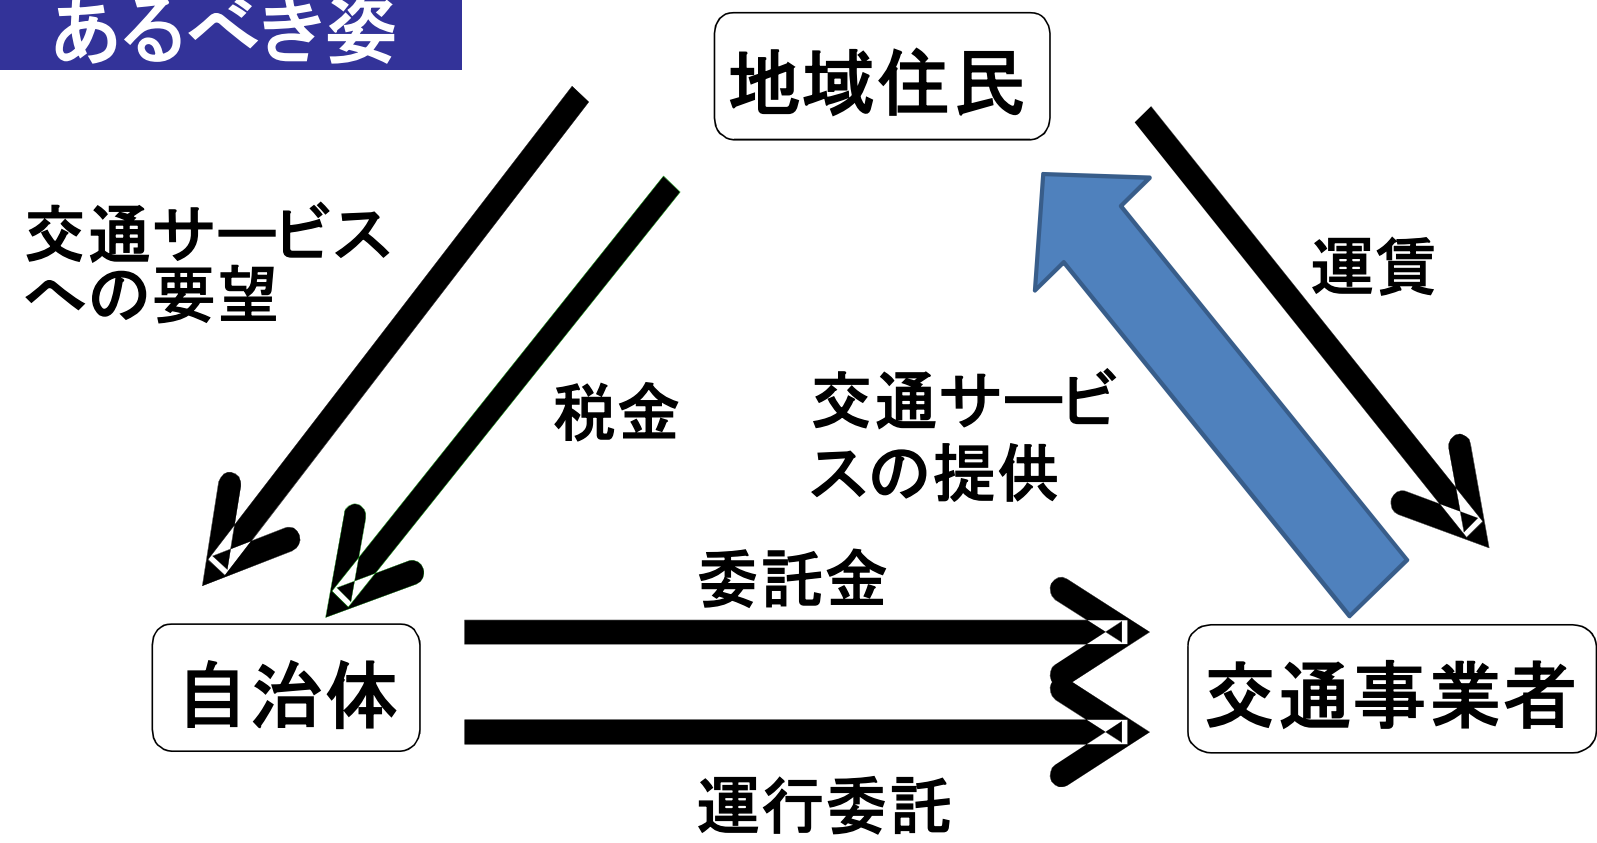 あるべき姿
地域住民
交通サービス
への要望
運賃
税金
交通サービ
スの提供
委託金
自治体
交通事業者
運行委託